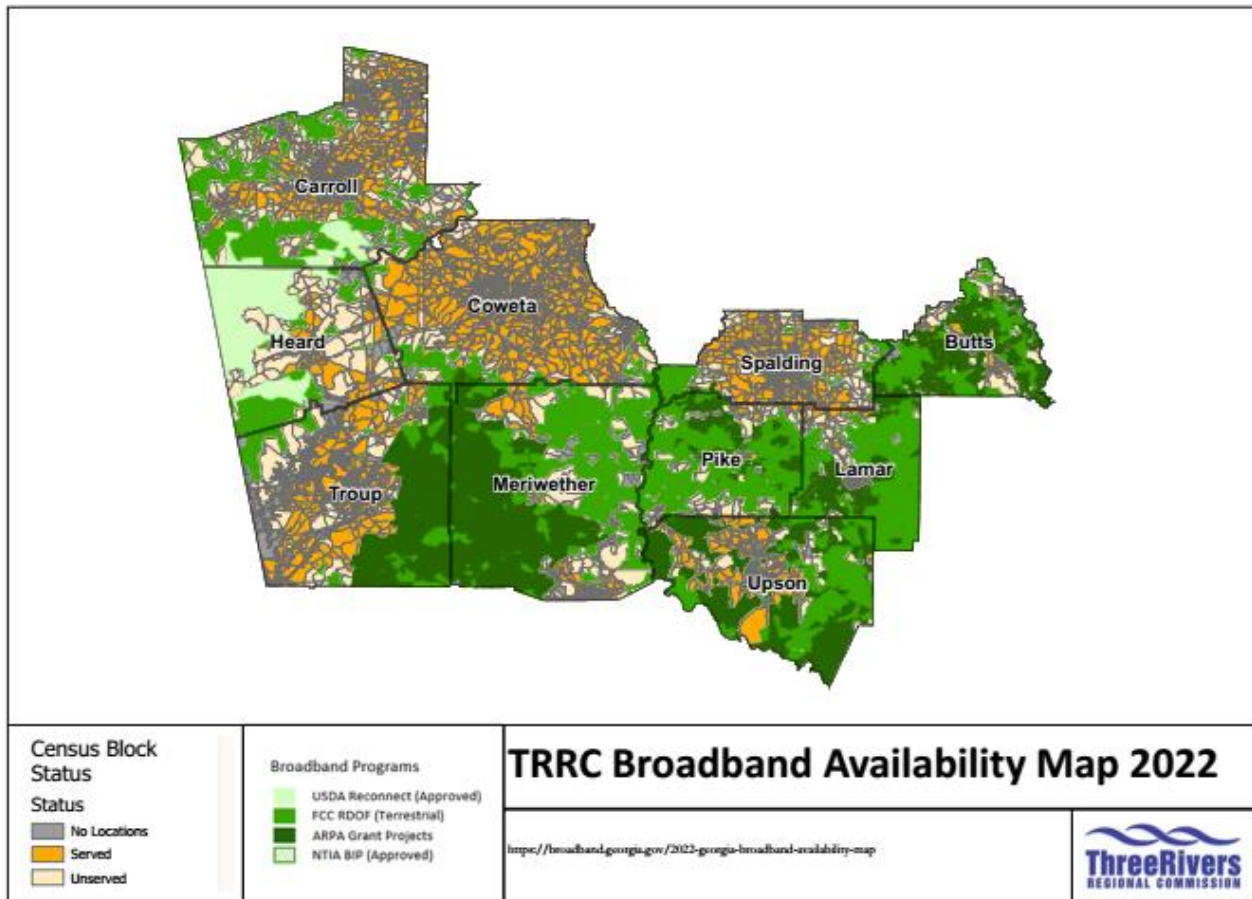 Carroll
Coweta
Heard
Spalding
Butts
Troup
Meriwether
Pike
Lamar
Upson
Census Block
Status
Status
No Locations
Served
Unserved
Broadband Programs
USDA Reconnect (Approved)
FCC RDOF (Terrestrial)
ARPA Grant Projects
NTIA BIP (Approved)
TRRC Broadband Availability Map 2022
https://broadband.georgia.gov/2022-georgia-broadband-availability-map
ThreeRivers
REGIONAL COMMISSION